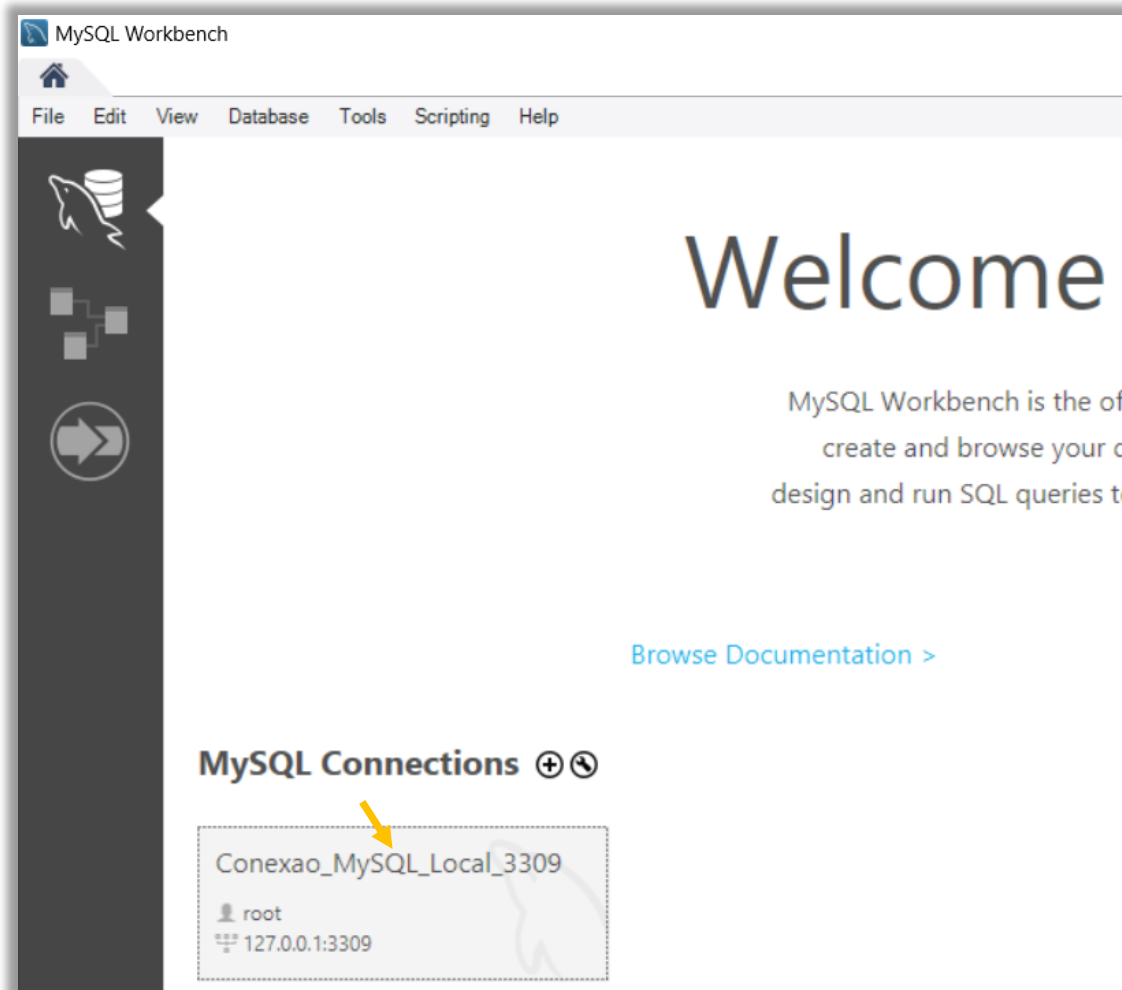 MySQL Workbench
File Edit View Database Tools Scripting Help
Welcome
MySQL Workbench is the
create and browse your
design and run SQL queries
Browse Documentation >
MySQL Connections
Conexao_MySQL_Local_3309
root
127.0.0.1:3309